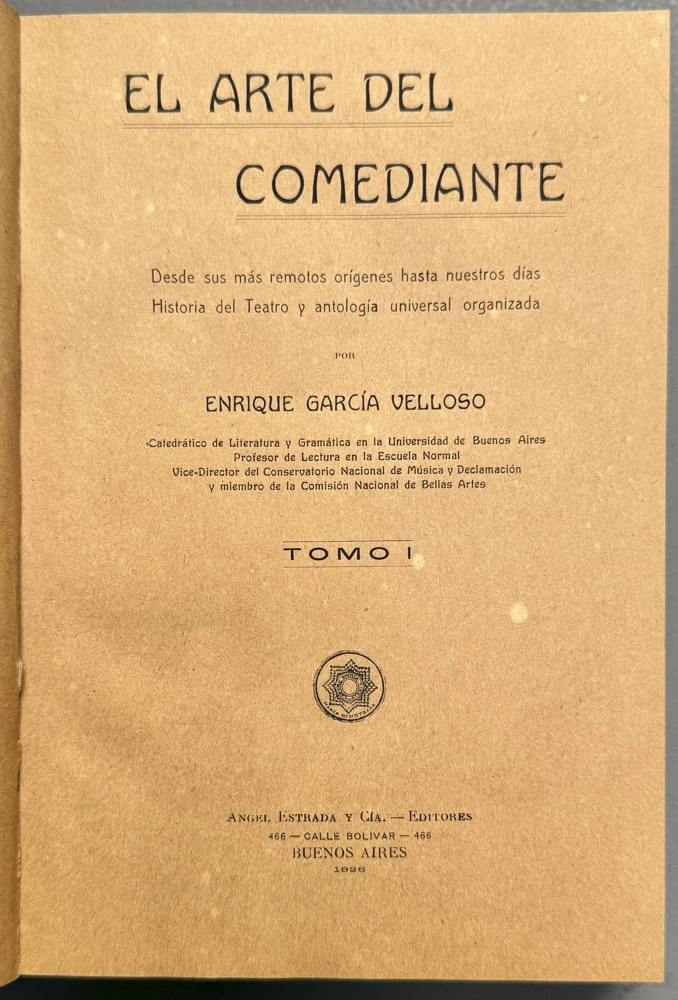 EL ARTE DEL
COMEDIANTE
Desde sus más remotos orígenes hasta nuestros días
Historia del Teatro y antología universal organizada
POR
ENRIQUE GARCÍA VELLOSO
Catedrático de Literatura y Gramática en la Universidad de Buenos Aires
Profesor de Lectura en la Escuela Normal
Vice-Director del Conservatorio Nacional de Música y Declamación
y miembro de la Comisión Nacional de Bellas Artes
TOMO I
MARCA REGISTRADA
ANGEL ESTRADA Y CÍA. — EDITORES
466 — CALLE BOLIVAR — 466
BUENOS AIRES
1926